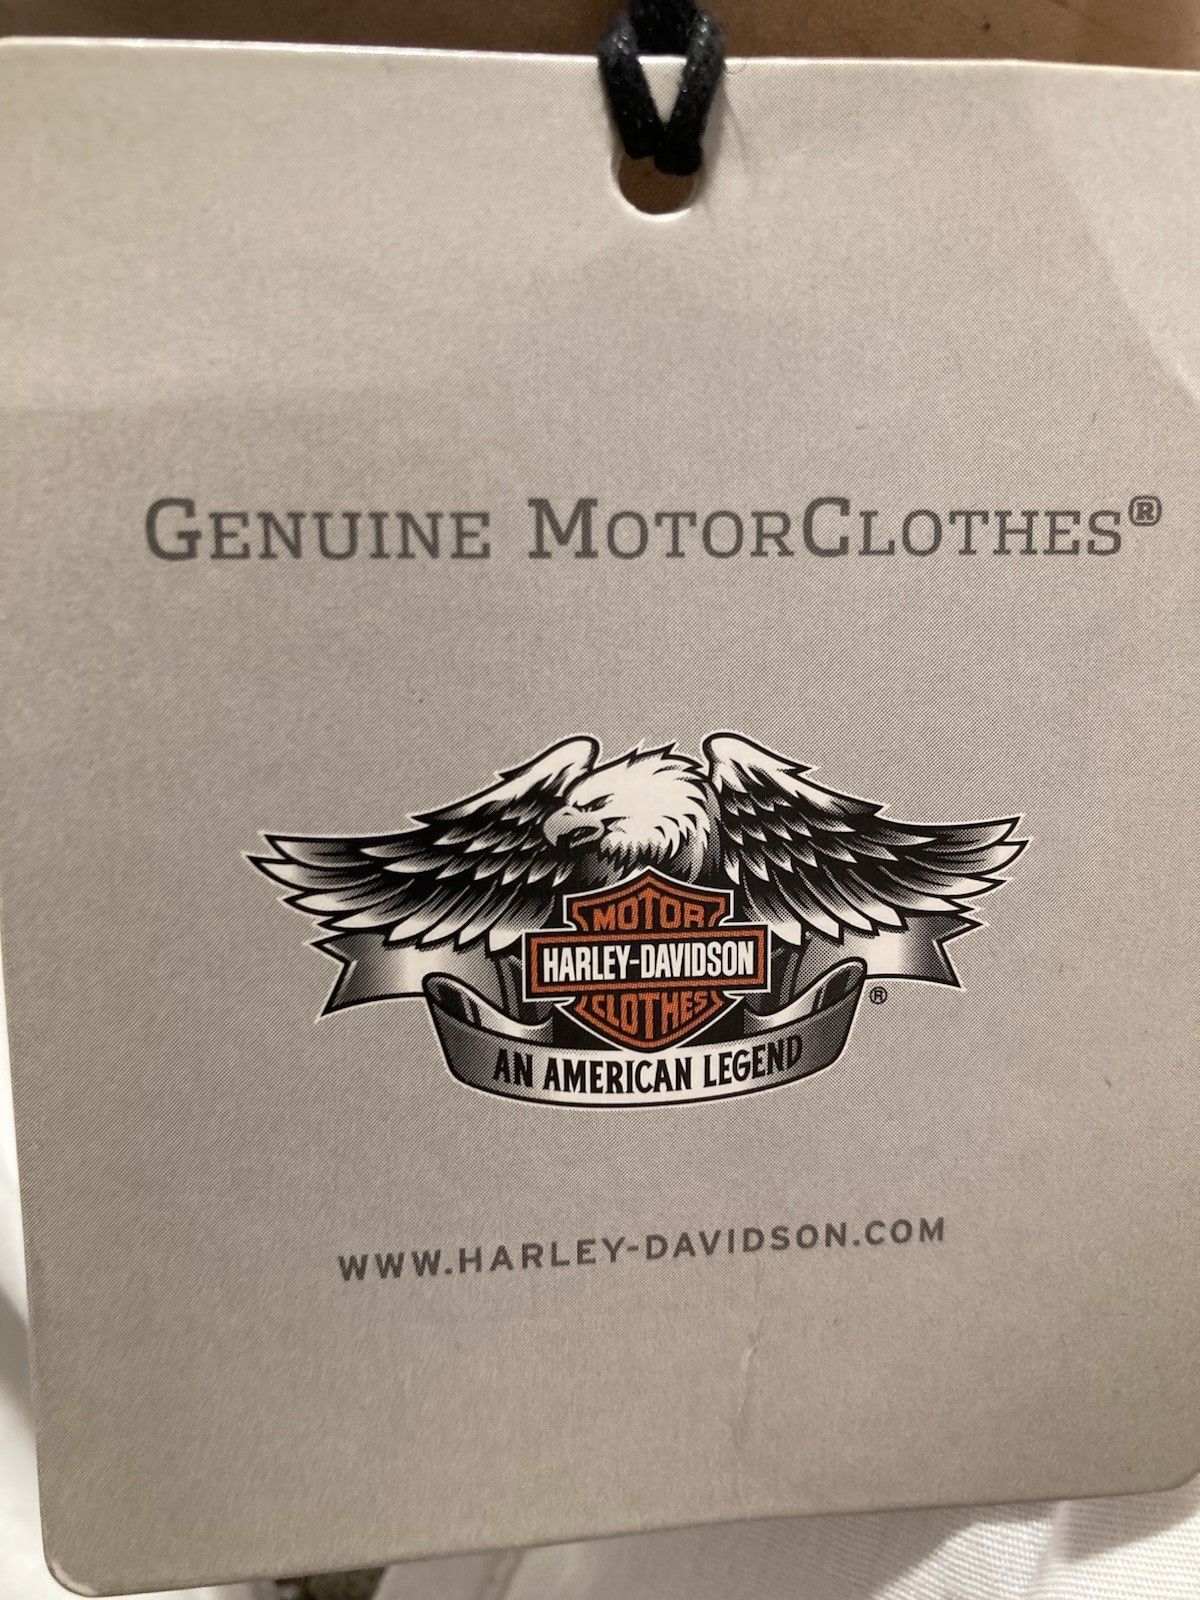 GENUINE MOTORCLOTHES®
MOTOR
HARLEY-DAVIDSON
CLOTHES
®
AN AMERICAN LEGEND
WWW.HARLEY-DAVIDSON.COM